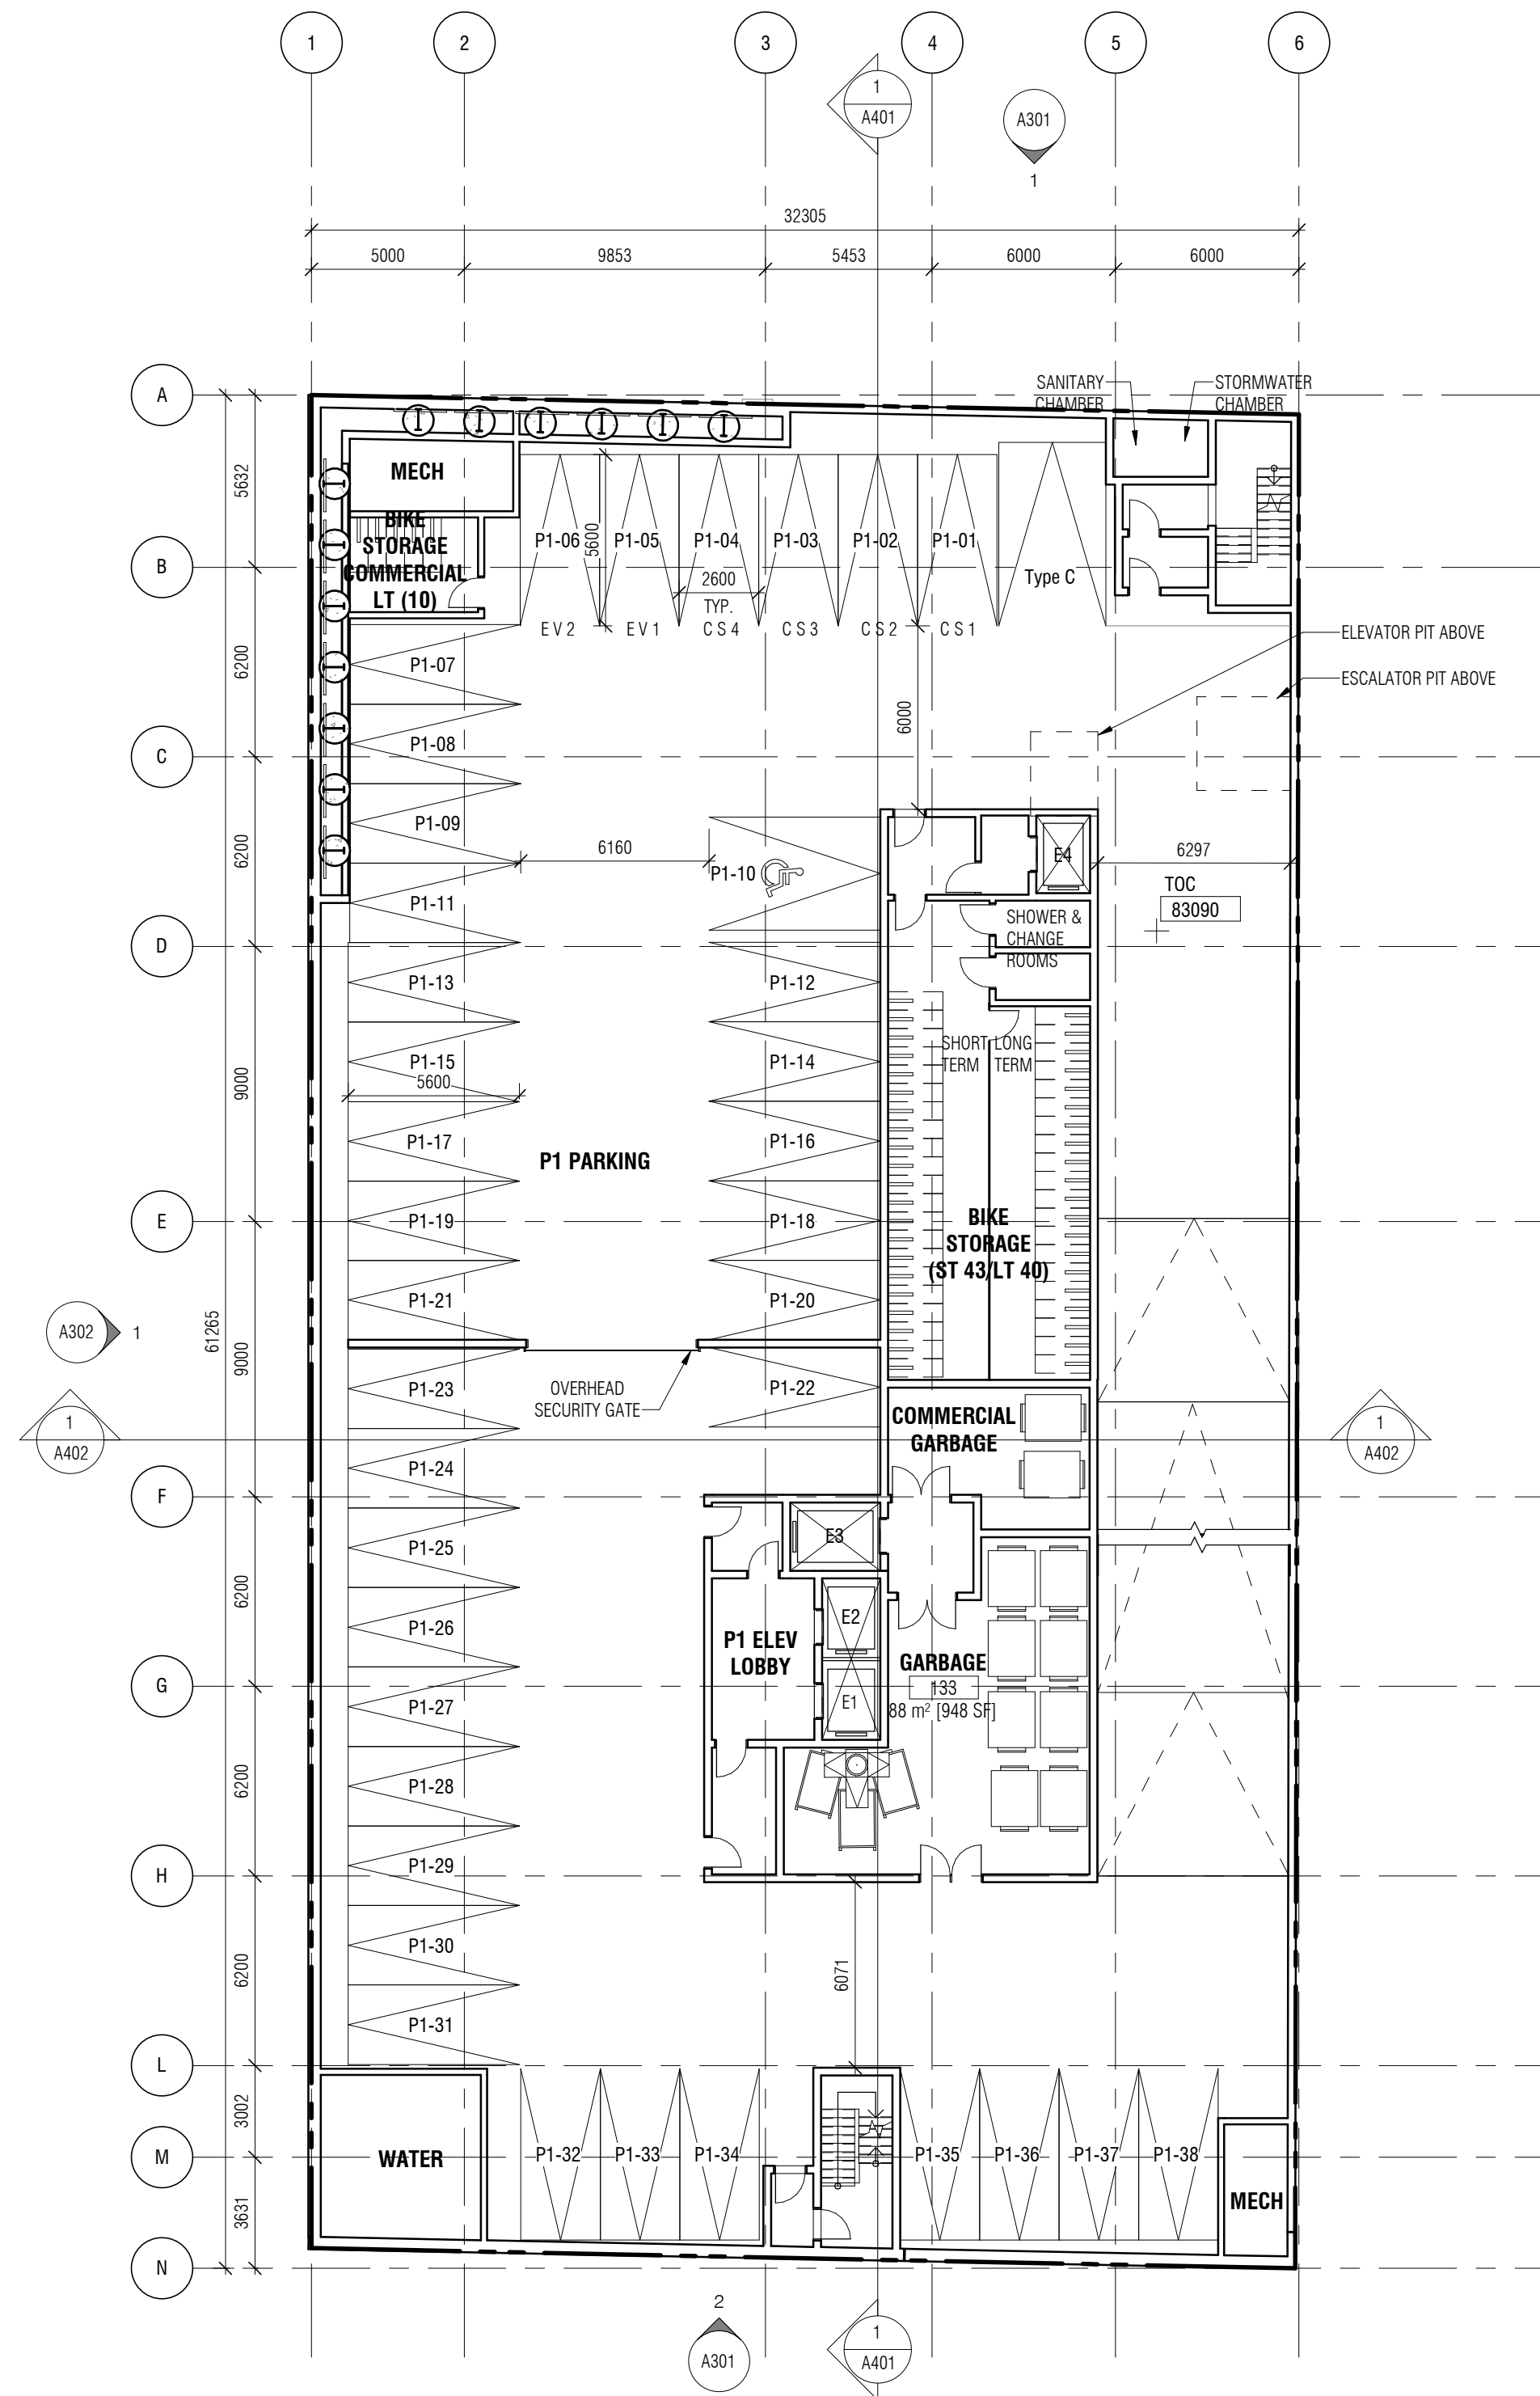 1
2
3
4
5
6
1
A401
A301
1
32305
5000
9853
5453
6000
6000
A
SANITARY
CHAMBER
STORMWATER
CHAMBER
MECH
5632
BIKE
STORAGE
COMMERCIAL
LT (10)
P1-06
5600
P1-05
P1-04
P1-03
P1-02
P1-01
B
Type C
2600
TYP.
EV2
EV1
CS4
CS3
CS2
CS1
ELEVATOR PIT ABOVE
P1-07
6200
ESCALATOR PIT ABOVE
6000
P1-08
C
P1-09
6200
6160
P1-10
E4
6297
TOC
83090
P1-11
SHOWER &
CHANGE
ROOMS
D
P1-13
P1-12
SHORT
TERM
LONG
TERM
P1-15
P1-14
5600
9000
P1-17
P1-16
P1 PARKING
E
P1-19
P1-18
BIKE
STORAGE
(ST 43/LT 40)
P1-21
P1-20
A302
1
61265
9000
P1-23
OVERHEAD
SECURITY GATE
P1-22
COMMERCIAL
GARBAGE
1
A402
1
A402
P1-24
F
P1-25
E3
6200
P1-26
E2
P1 ELEV
LOBBY
GARBAGE
133
88 m² [948 SF]
G
E1
P1-27
P1-28
6200
P1-29
H
P1-30
6200
6071
P1-31
L
3002
WATER
P1-32
P1-33
P1-34
P1-35
P1-36
P1-37
P1-38
M
MECH
3631
N
2
A301
1
A401